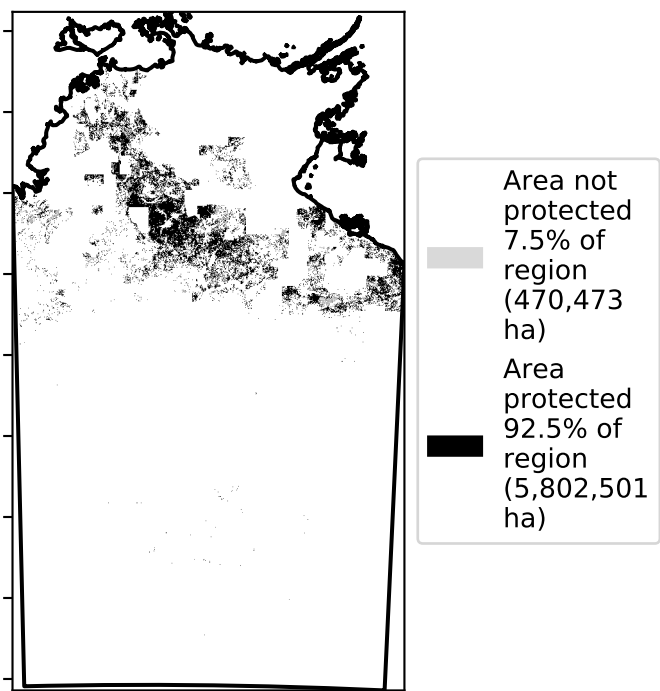 Area not
protected
7.5% of
region
(470,473
ha)
Area
protected
92.5% of
region
(5,802,501
ha)